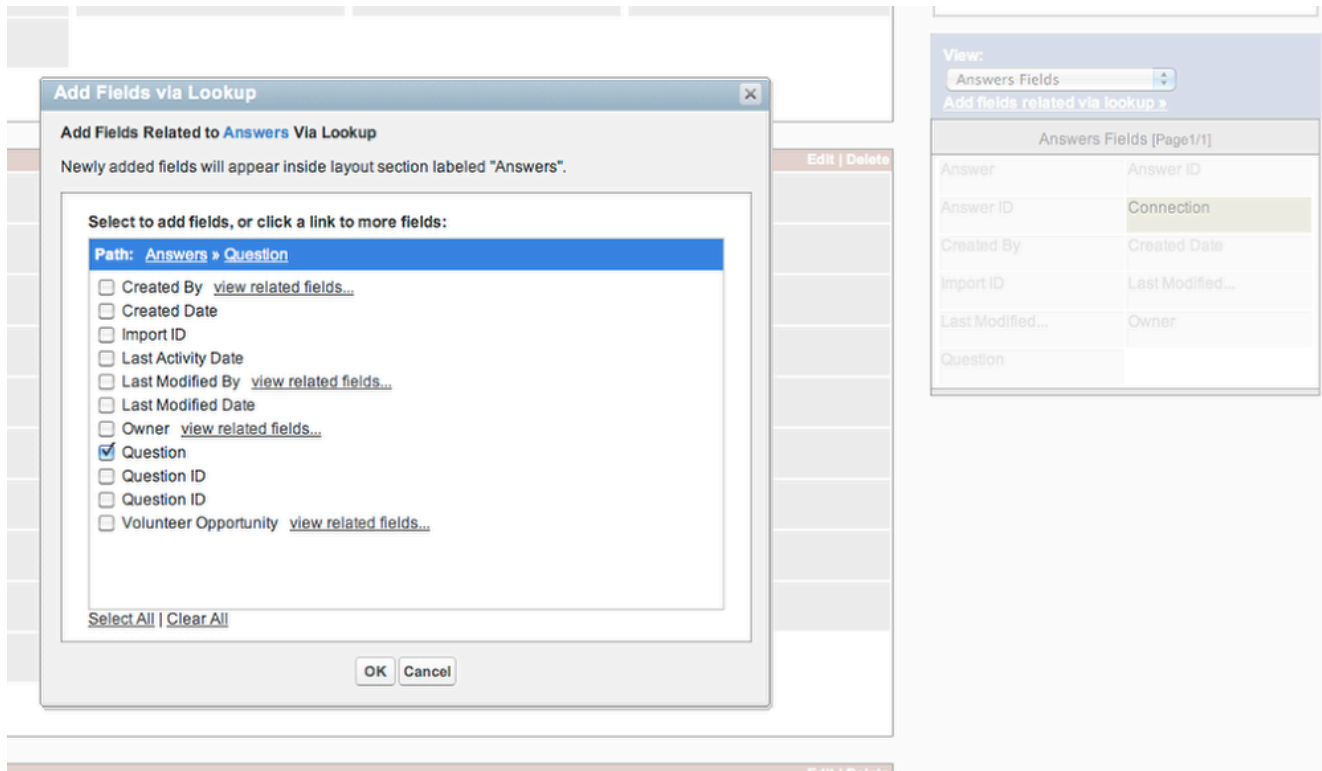 Add Fields via Lookup
Add Fields Related to Answers Via Lookup
Newly added fields will appear inside layout section labeled "Answers".
Select to add fields, or click a link to more fields:
Path: Answers » Question
Created By view related fields...
Created Date
Import ID
Last Activity Date
Last Modified By view related fields...
Last Modified Date
Owner view related fields...
Question
Question ID
Question ID
Volunteer Opportunity view related fields...
Select All | Clear All
OK Cancel
Edit | Delete
View:
Answers Fields
Add fields related via lookup »
Answers Fields [Page1/1]
Answer Answer ID
Answer ID Connection
Created By Created Date
Import ID Last Modified...
Last Modified... Owner
Question
Edit | Delete